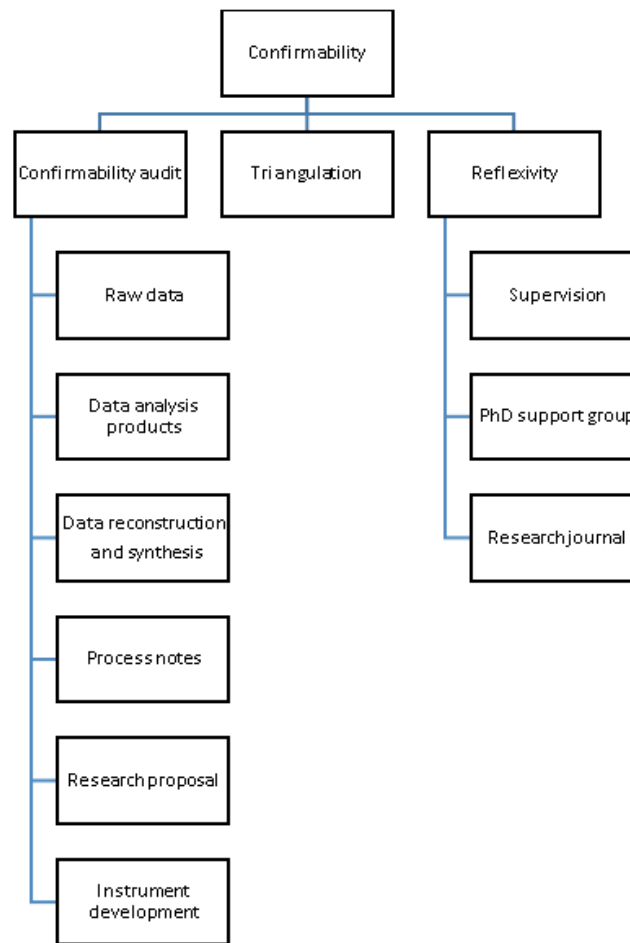 Confirmability
Confirmability audit
Triangulation
Reflexivity
Raw data
Data analysis
products
Data reconstruction
and synthesis
Process notes
Research proposal
Instrument
development
Supervision
PhD support group
Research journal